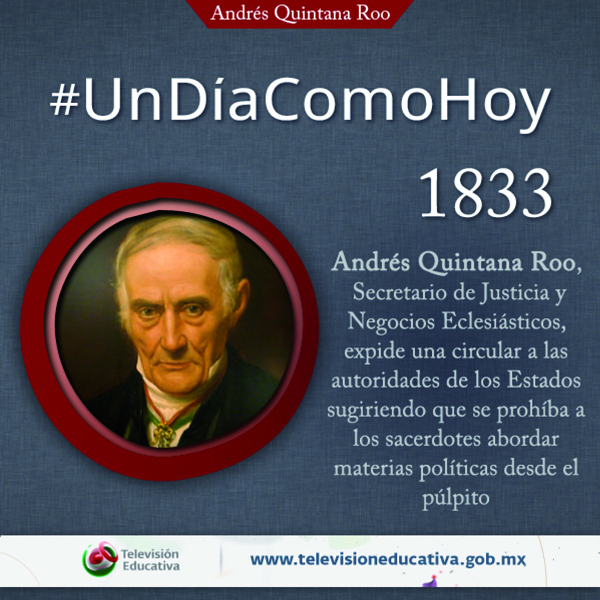 Andrés Quintana Roo
#UnDíaComoHoy
1833
Andrés Quintana Roo,
Secretario de Justicia y
Negocios Eclesiásticos,
expide una circular a las
autoridades de los Estados
sugiriendo que se prohíba a
los sacerdotes abordar
materias políticas desde el
púlpito
Televisión
Educativa
www.televisioneducativa.gob.mx